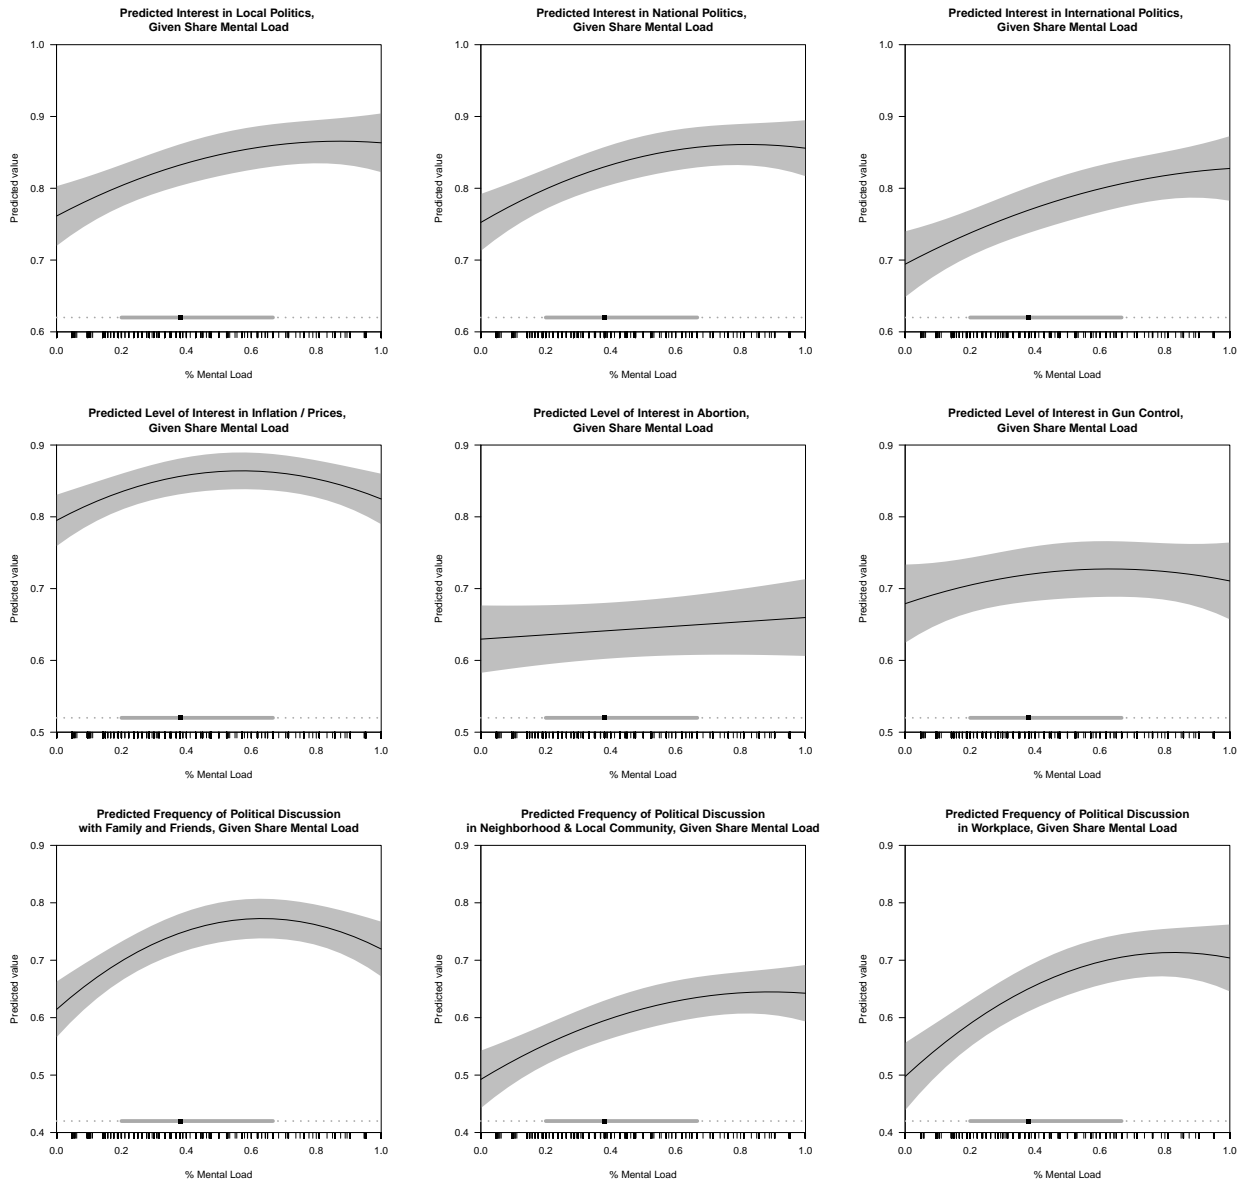 Predicted Interest in Local Politics,
Given Share Mental Load
1.0
0.9
0.8
0.7
0.6
Predicted value
0.0 0.2 0.4 0.6 0.8 1.0
% Mental Load
Predicted Interest in National Politics,
Given Share Mental Load
1.0
0.9
0.8
0.7
0.6
Predicted value
0.0 0.2 0.4 0.6 0.8 1.0
% Mental Load
Predicted Interest in International Politics,
Given Share Mental Load
1.0
0.9
0.8
0.7
0.6
Predicted value
0.0 0.2 0.4 0.6 0.8 1.0
% Mental Load
Predicted Level of Interest in Inflation / Prices,
Given Share Mental Load
0.9
0.8
0.7
0.6
0.5
Predicted value
0.0 0.2 0.4 0.6 0.8 1.0
% Mental Load
Predicted Level of Interest in Abortion,
Given Share Mental Load
0.9
0.8
0.7
0.6
0.5
Predicted value
0.0 0.2 0.4 0.6 0.8 1.0
% Mental Load
Predicted Level of Interest in Gun Control,
Given Share Mental Load
0.9
0.8
0.7
0.6
0.5
Predicted value
0.0 0.2 0.4 0.6 0.8 1.0
% Mental Load
Predicted Frequency of Political Discussion
with Family and Friends, Given Share Mental Load
0.9
0.8
0.7
0.6
0.5
0.4
Predicted value
0.0 0.2 0.4 0.6 0.8 1.0
% Mental Load
Predicted Frequency of Political Discussion
in Neighborhood & Local Community, Given Share Mental Load
0.9
0.8
0.7
0.6
0.5
0.4
Predicted value
0.0 0.2 0.4 0.6 0.8 1.0
% Mental Load
Predicted Frequency of Political Discussion
in Workplace, Given Share Mental Load
0.9
0.8
0.7
0.6
0.5
0.4
Predicted value
0.0 0.2 0.4 0.6 0.8 1.0
% Mental Load